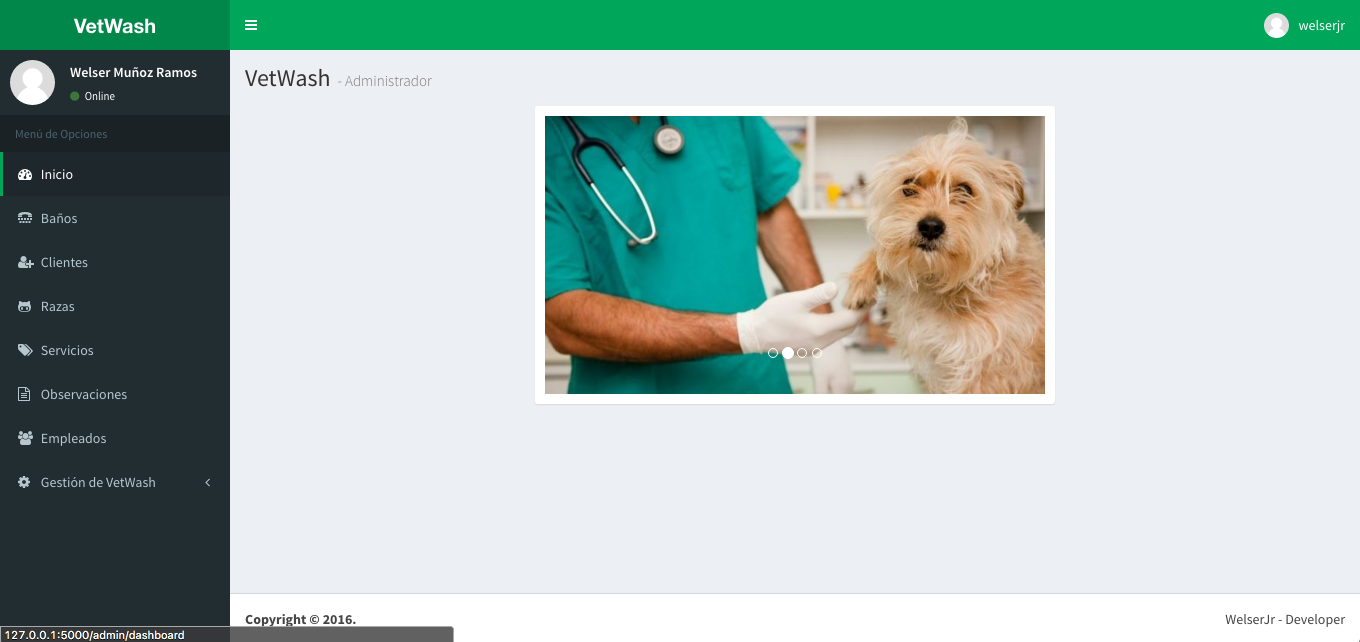 VetWash
welserjr
Welser Muñoz Ramos
Online
Menú de Opciones
Inicio
Baños
Clientes
Razas
Servicios
Observaciones
Empleados
Gestión de VetWash
VetWash - Administrador
Copyright © 2016.
WelserJr - Developer
127.0.0.1:5000/admin/dashboard